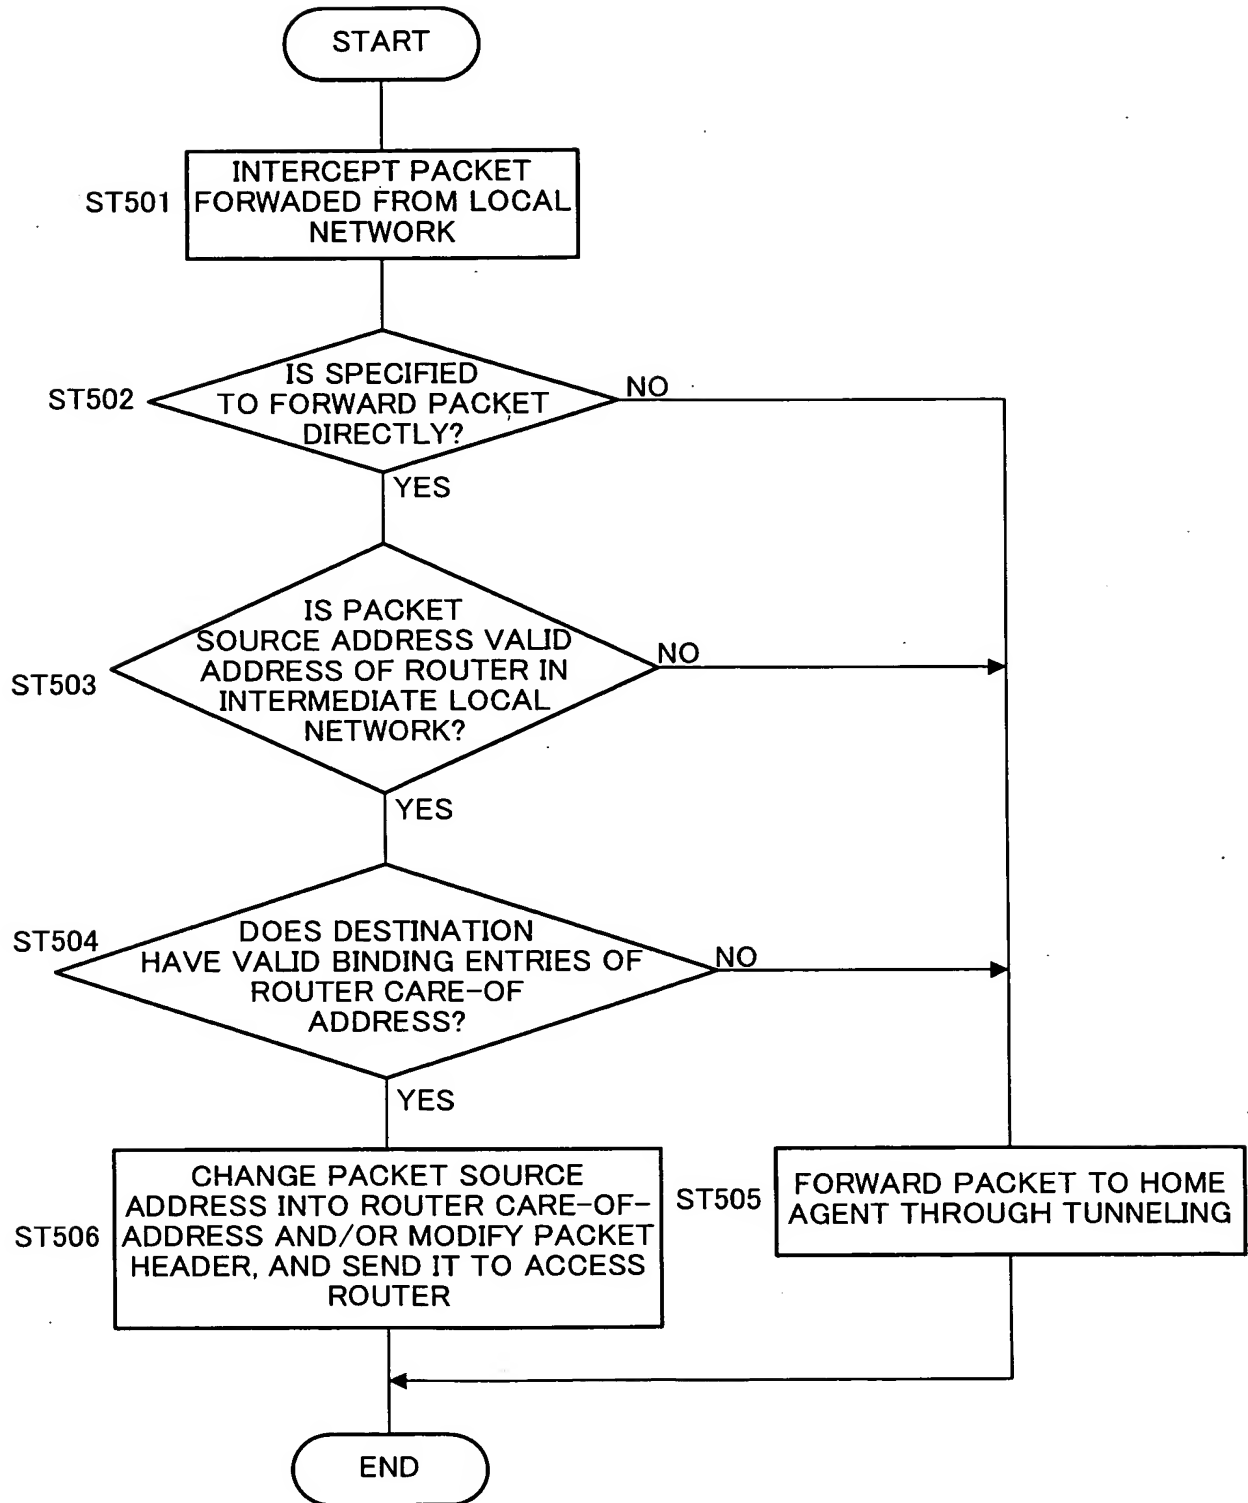 START
ST501
INTERCEPT PACKET
FORWADED FROM LOCAL
NETWORK
ST502
IS SPECIFIED
TO FORWARD PACKET
DIRECTLY?
NO
YES
ST503
IS PACKET
SOURCE ADDRESS VALID
ADDRESS OF ROUTER IN
INTERMEDIATE LOCAL
NETWORK?
NO
YES
ST504
DOES DESTINATION
HAVE VALID BINDING ENTRIES OF
ROUTER CARE-OF
ADDRESS?
NO
YES
ST506
CHANGE PACKET SOURCE
ADDRESS INTO ROUTER CARE-OF-
ADDRESS AND/OR MODIFY PACKET
HEADER, AND SEND IT TO ACCESS
ROUTER
ST505
FORWARD PACKET TO HOME
AGENT THROUGH TUNNELING
END